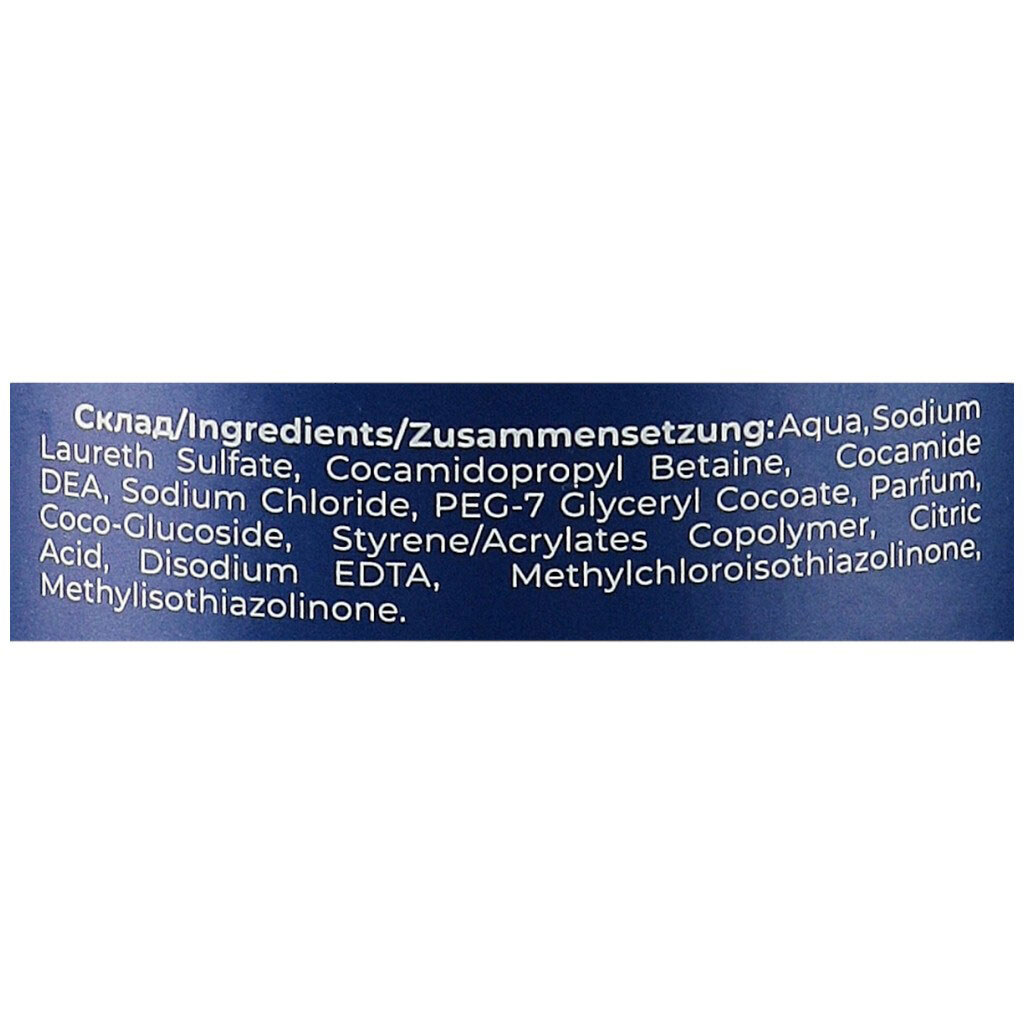 Склад/Ingredients/Zusammensetzung: Aqua, Sodium
Laureth Sulfate, Cocamidopropyl Betaine, Cocamide
DEA, Sodium Chloride, PEG-7 Glyceryl Cocoate, Parfum,
Coco-Glucoside, Styrene/Acrylates Copolymer, Citric
Acid, Disodium EDTA, Methylchloroisothiazolinone,
Methylisothiazolinone.